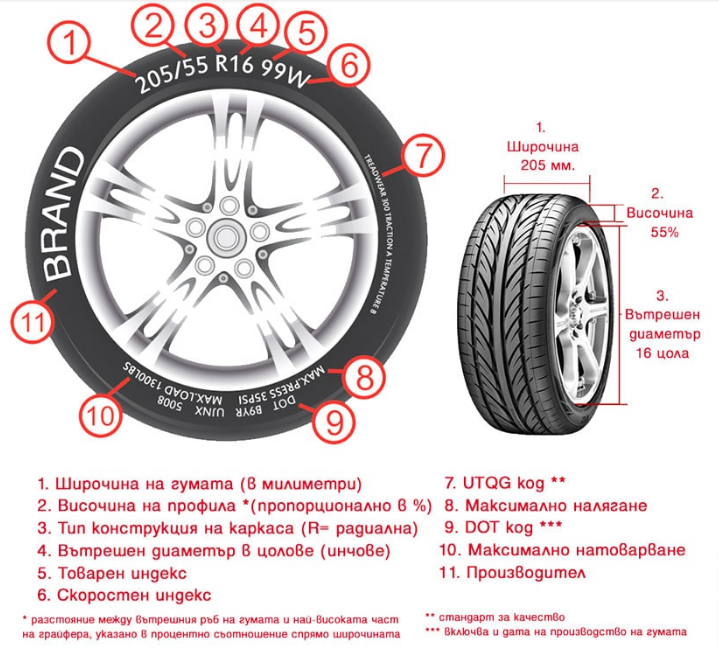 1
2
3
4
5
6
205/55 R16 99W
7
TREADWEAR 300 TRACTION A TEMPERATURE B
BRAND
11
8
MAX.PRESS 35PSI
MAX.LOAD 1300LBS
DOT B9YR UJNX 5008
10
9
1.
Широчина
205 мм.
2.
Височина
55%
3.
Вътрешен
диаметър
16 цола
1. Широчина на гумата (в милиметри)
2. Височина на профила *(пропорционално в %)
3. Тип конструкция на каркаса (R= радиална)
4. Вътрешен диаметър в цолове (инчове)
5. Товарен индекс
6. Скоростен индекс
7. UTQG код **
8. Максимално налягане
9. DOT код ***
10. Максимално натоварване
11. Производител
* разстояние между вътрешния ръб на гумата и най-високата част
на грайфера, указано в процентно съотношение спрямо широчината
** стандарт за качество
*** включва и дата на производство на гумата